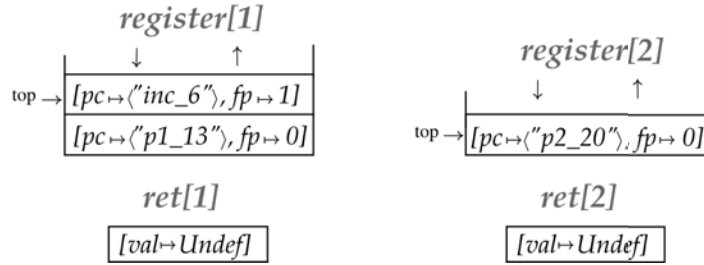 register[1]
↓ ↑
top → [pc↦⟨"inc_6"⟩, fp↦1]
[pc↦⟨"p1_13"⟩, fp↦0]
ret[1]
[val↦Undef]
register[2]
↓ ↑
top → [pc↦⟨"p2_20"⟩, fp↦0]
ret[2]
[val↦Undef]